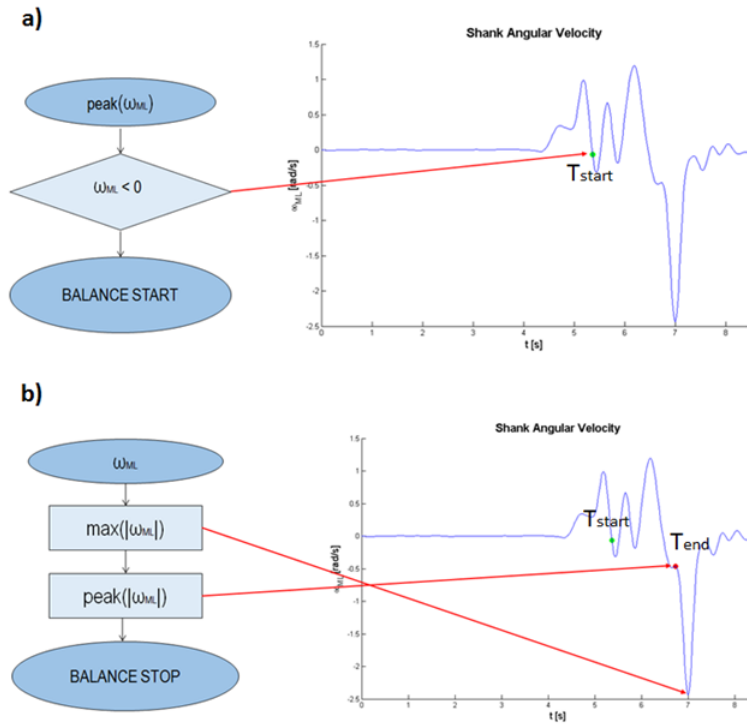 a)
Shank Angular Velocity
peak(ωML)
ωML < 0
BALANCE START
1.5
1
0.5
0
-0.5
-1
-1.5
-2
-2.5
ωML [rad/s]
Tstart
0 1 2 3 4 5 6 7 8
t [s]
b)
Shank Angular Velocity
ωML
max(|ωML|)
peak(|ωML|)
BALANCE STOP
1.5
1
0.5
0
-0.5
-1
-1.5
-2
-2.5
ωML [rad/s]
Tstart
Tend
0 1 2 3 4 5 6 7 8
t [s]